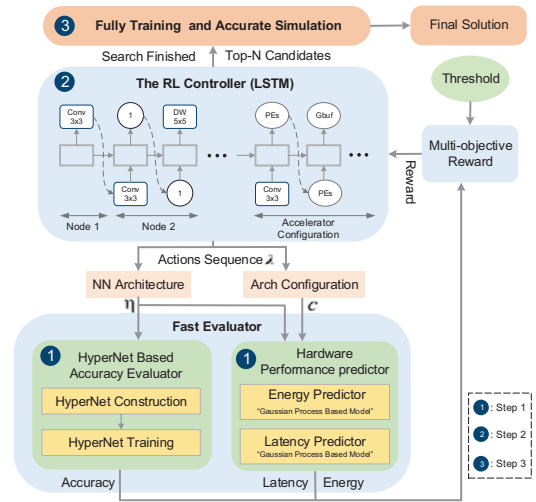 3 Fully Training and Accurate Simulation
Final Solution
Search Finished
Top-N Candidates
2
The RL Controller (LSTM)
Threshold
Conv
3x3
1
DW
5x5
PEs
Gbuf
Multi-objective
Reward
Reward
Conv
3x3
1
Conv
3x3
PEs
Node 1
Node 2
Accelerator
Configuration
Actions Sequence λ
NN Architecture
Arch Configuration
η
c
Fast Evaluator
1
HyperNet Based
Accuracy Evaluator
HyperNet Construction
HyperNet Training
1
Hardware
Performance predictor
Energy Predictor
"Gaussian Process Based Model"
Latency Predictor
"Gaussian Process Based Model"
1 : Step 1
2 : Step 2
3 : Step 3
Accuracy
Latency
Energy